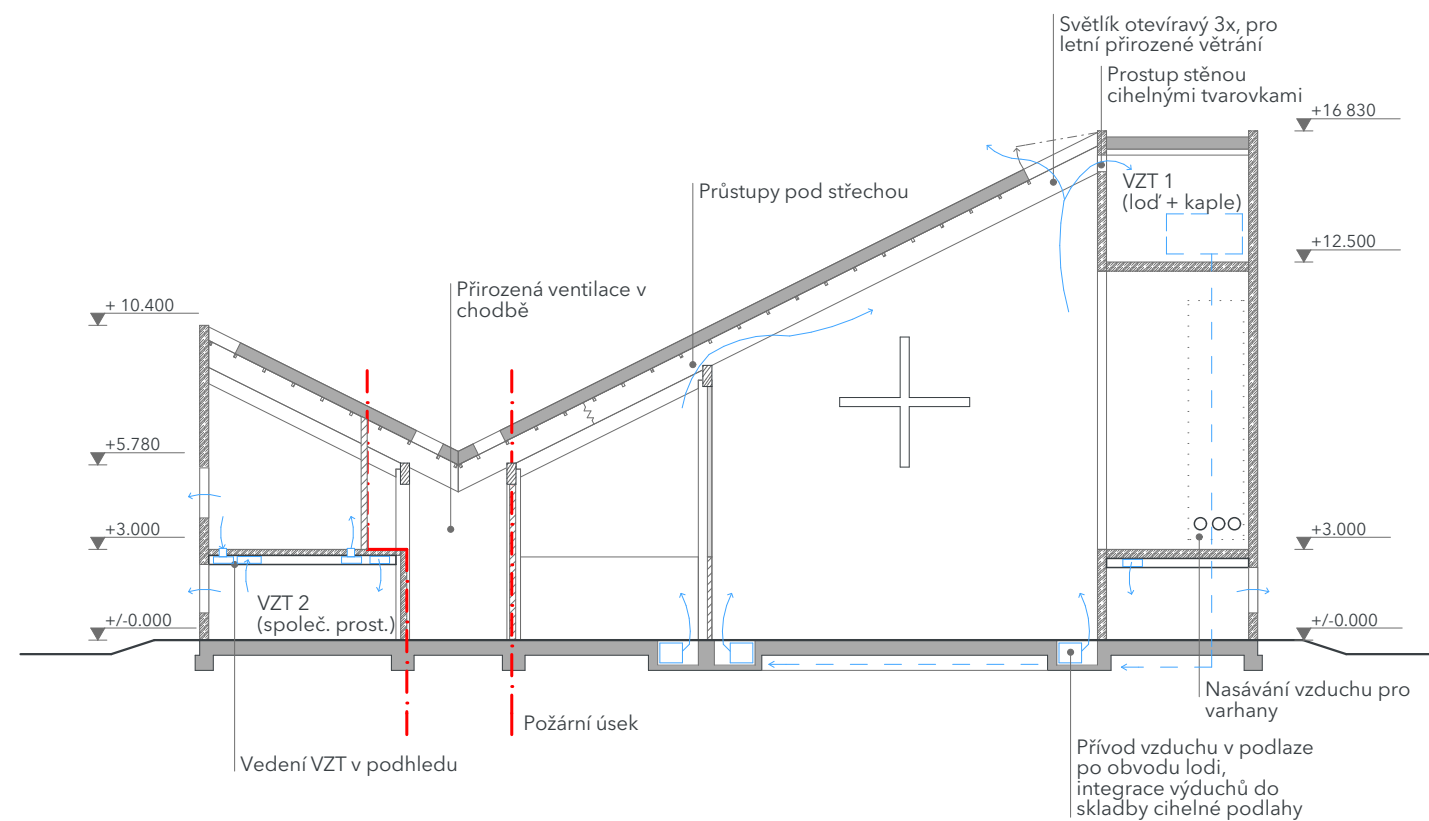 Světlík otevíravý 3x, pro
letní přirozené větrání
Prostup stěnou
cihelnými tvarovkami
+16 830
VZT 1
(loď + kaple)
Průstupy pod střechou
+12.500
Přirozená ventilace v
chodbě
+ 10.400
+5.780
+3.000
+3.000
VZT 2
(společ. prost.)
+/-0.000
+/-0.000
Nasávání vzduchu pro
varhany
Požární úsek
Vedení VZT v podhledu
Přívod vzduchu v podlaze
po obvodu lodi,
integrace výduchů do
skladby cihelné podlahy